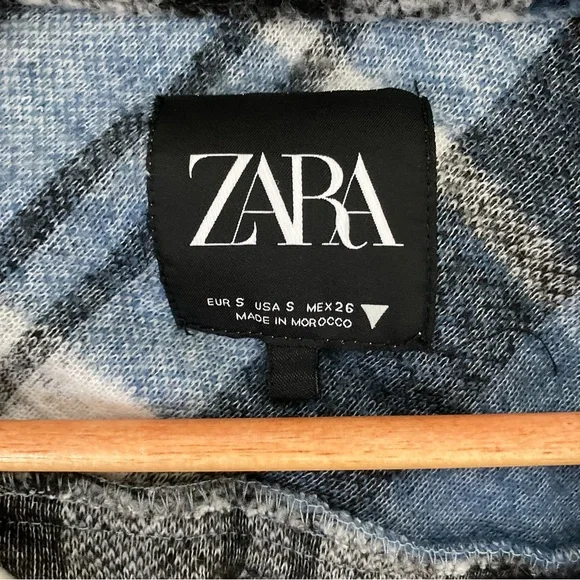 ZARA
EUR S USA S MEX 26
MADE IN MOROCCO